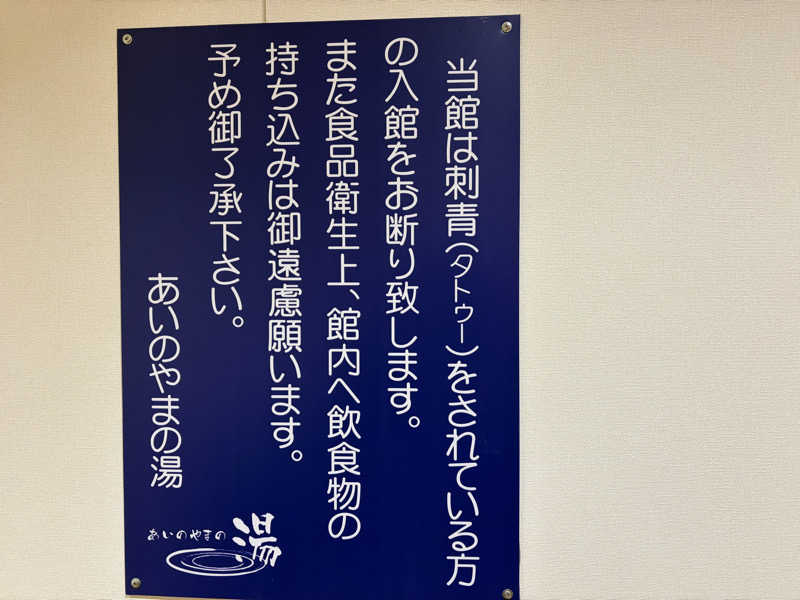 当館は刺青(タトゥー)をされている方
の入館をお断り致します。
また食品衛生上、館内へ飲食物の
持ち込みは御遠慮願います。
予め御了承下さい。
あいのやまの湯
あいのやまの湯